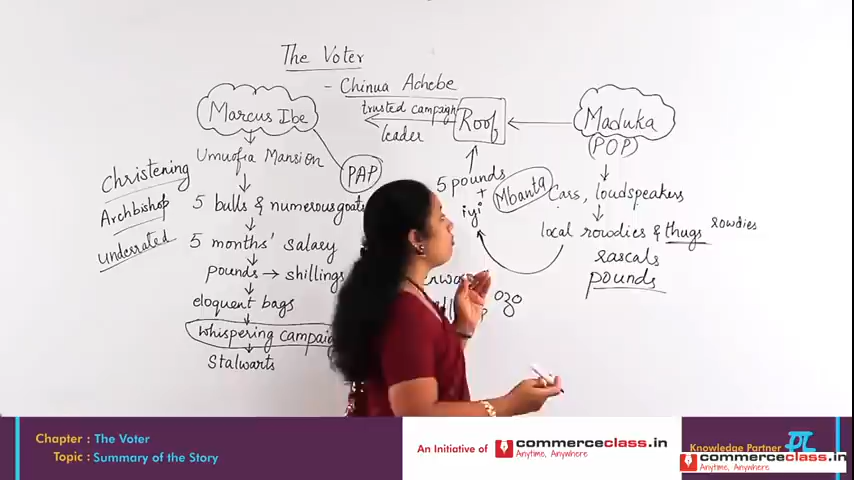 The Voter
- Chinua Achebe
Marcus Ibe
trusted campaign
leader
Roof
Maduka
(POP)
Umuofia Mansion
PAP
Christening
Archbishop
underrated
5 bulls & numerous goats
5 months' salary
pounds → shillings
eloquent bags
whispering campaign
Stalwarts
5 pounds
+
iyi
Mbanta
Cars, loudspeakers
local rowdies & thugs rowdies
rascals
pounds
ozo
Chapter : The Voter
Topic : Summary of the Story
An Initiative of commerceclass.in
Anytime, Anywhere
Knowledge Partner
commerceclass.in
Anytime, Anywhere